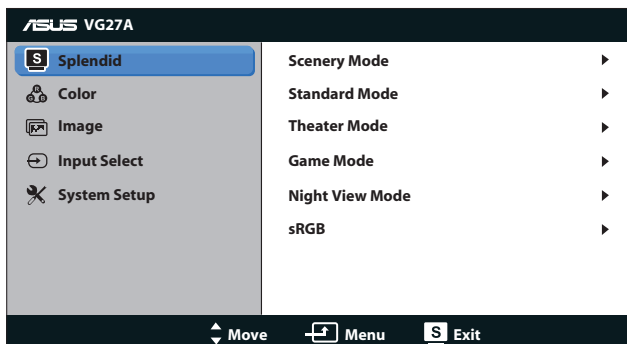 ASUS VG27A
S Splendid
Color
Image
Input Select
System Setup
Scenery Mode
Standard Mode
Theater Mode
Game Mode
Night View Mode
sRGB
Move Menu S Exit